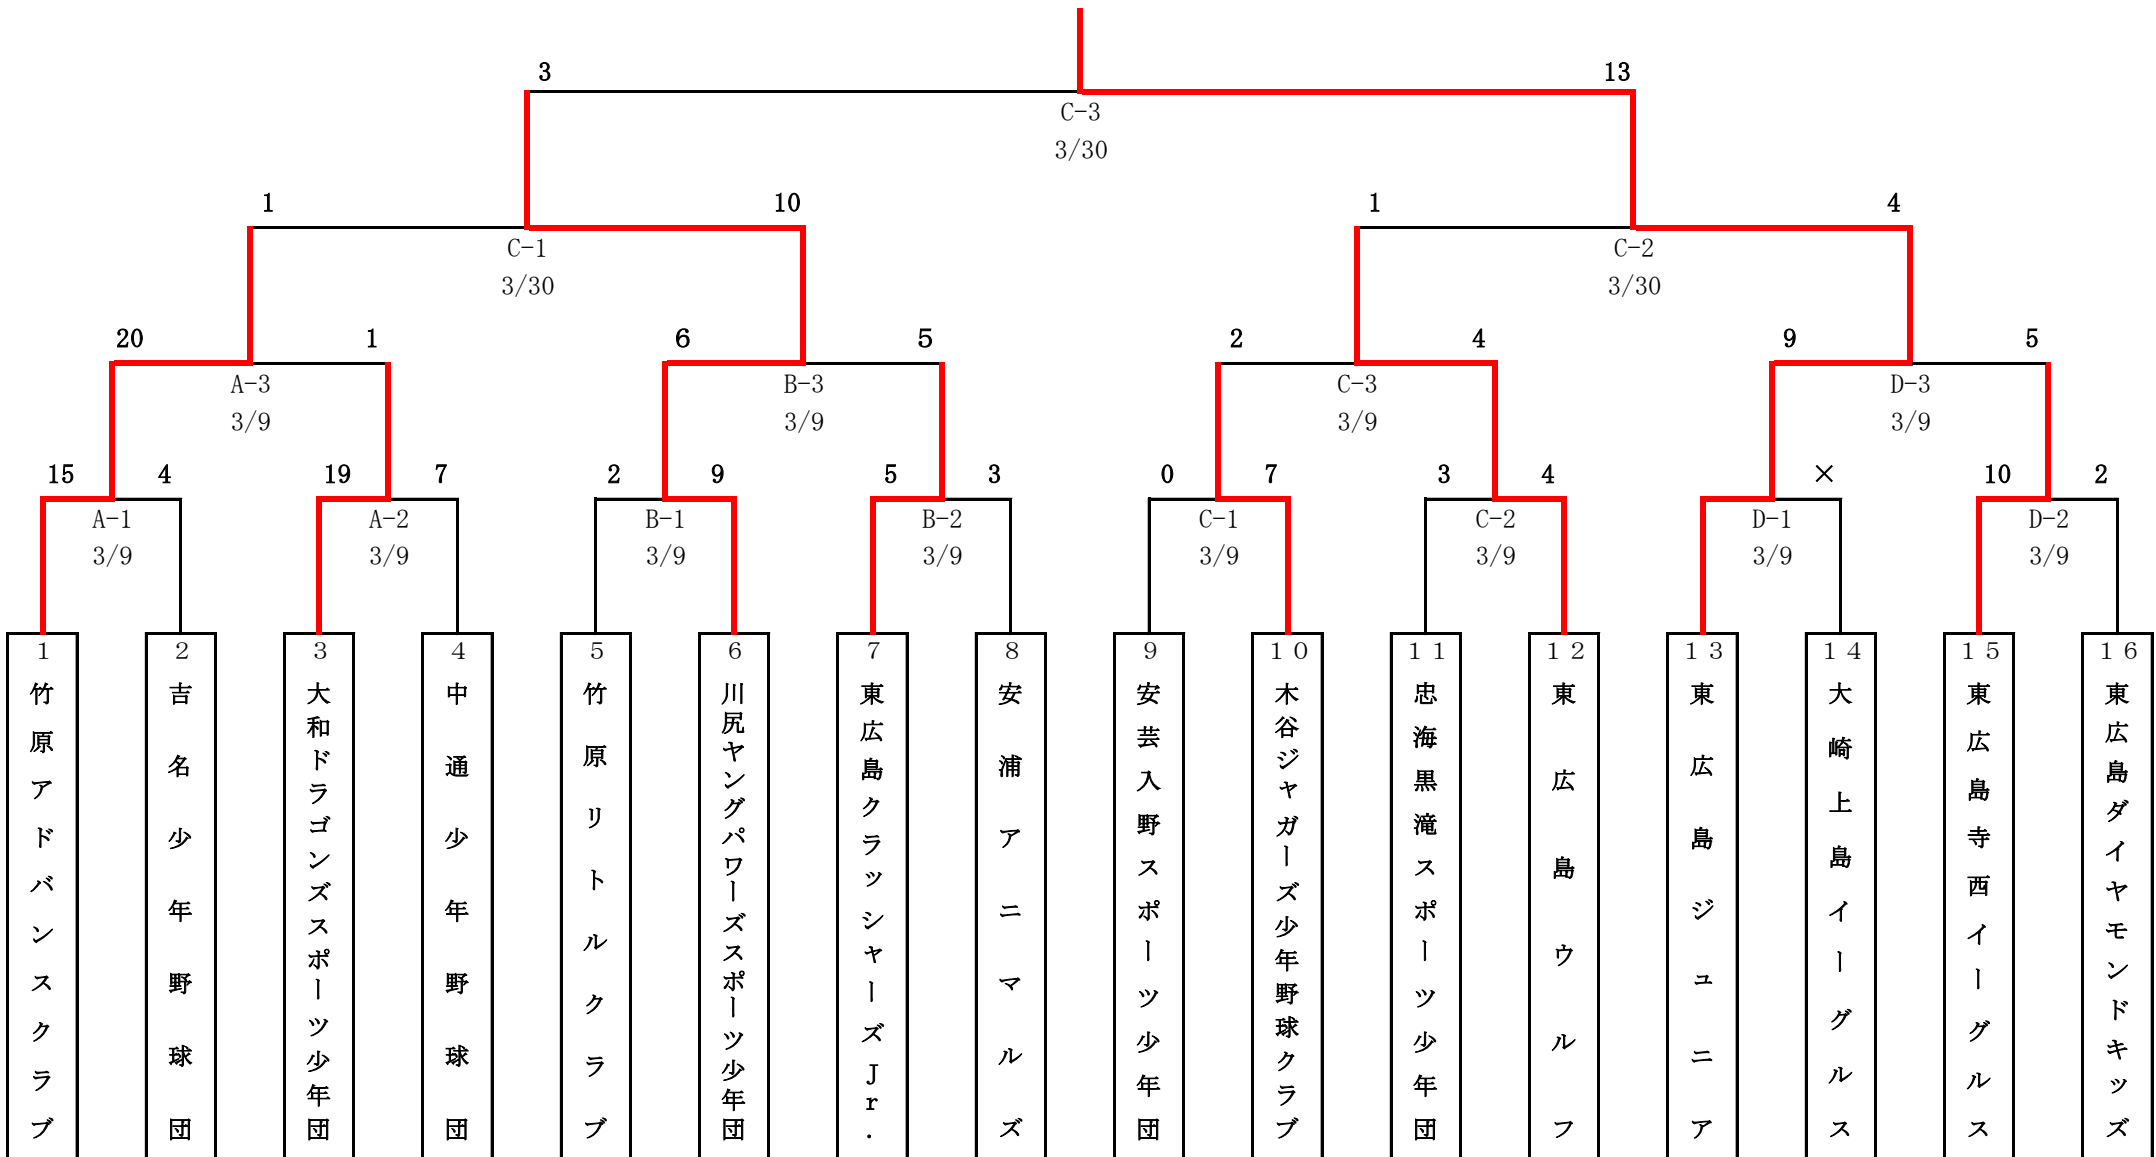 3 13
C-3
3/30
1 10 1 4
C-1 C-2
3/30 3/30
20 1 6 5 2 4 9 5
A-3 B-3 C-3 D-3
3/9 3/9 3/9 3/9
15 4 19 7 2 9 5 3 0 7 3 4 × 10 2
A-1 A-2 B-1 B-2 C-1 C-2 D-1 D-2
3/9 3/9 3/9 3/9 3/9 3/9 3/9 3/9
1 竹原アドバンスクラブ
2 吉名少年野球団
3 大和ドラゴンズスポーツ少年団
4 中通少年野球団
5 竹原リトルクラブ
6 川尻ヤングパワーズスポーツ少年団
7 東広島クラッシャーズJr.
8 安浦アニマルズ
9 安芸入野スポーツ少年団
10 木谷ジャガーズ少年野球クラブ
11 忠海黒滝スポーツ少年団
12 東広島ウルフ
13 東広島ジュニア
14 大崎上島イーグルス
15 東広島寺西イーグルス
16 東広島ダイヤモンドキッズ